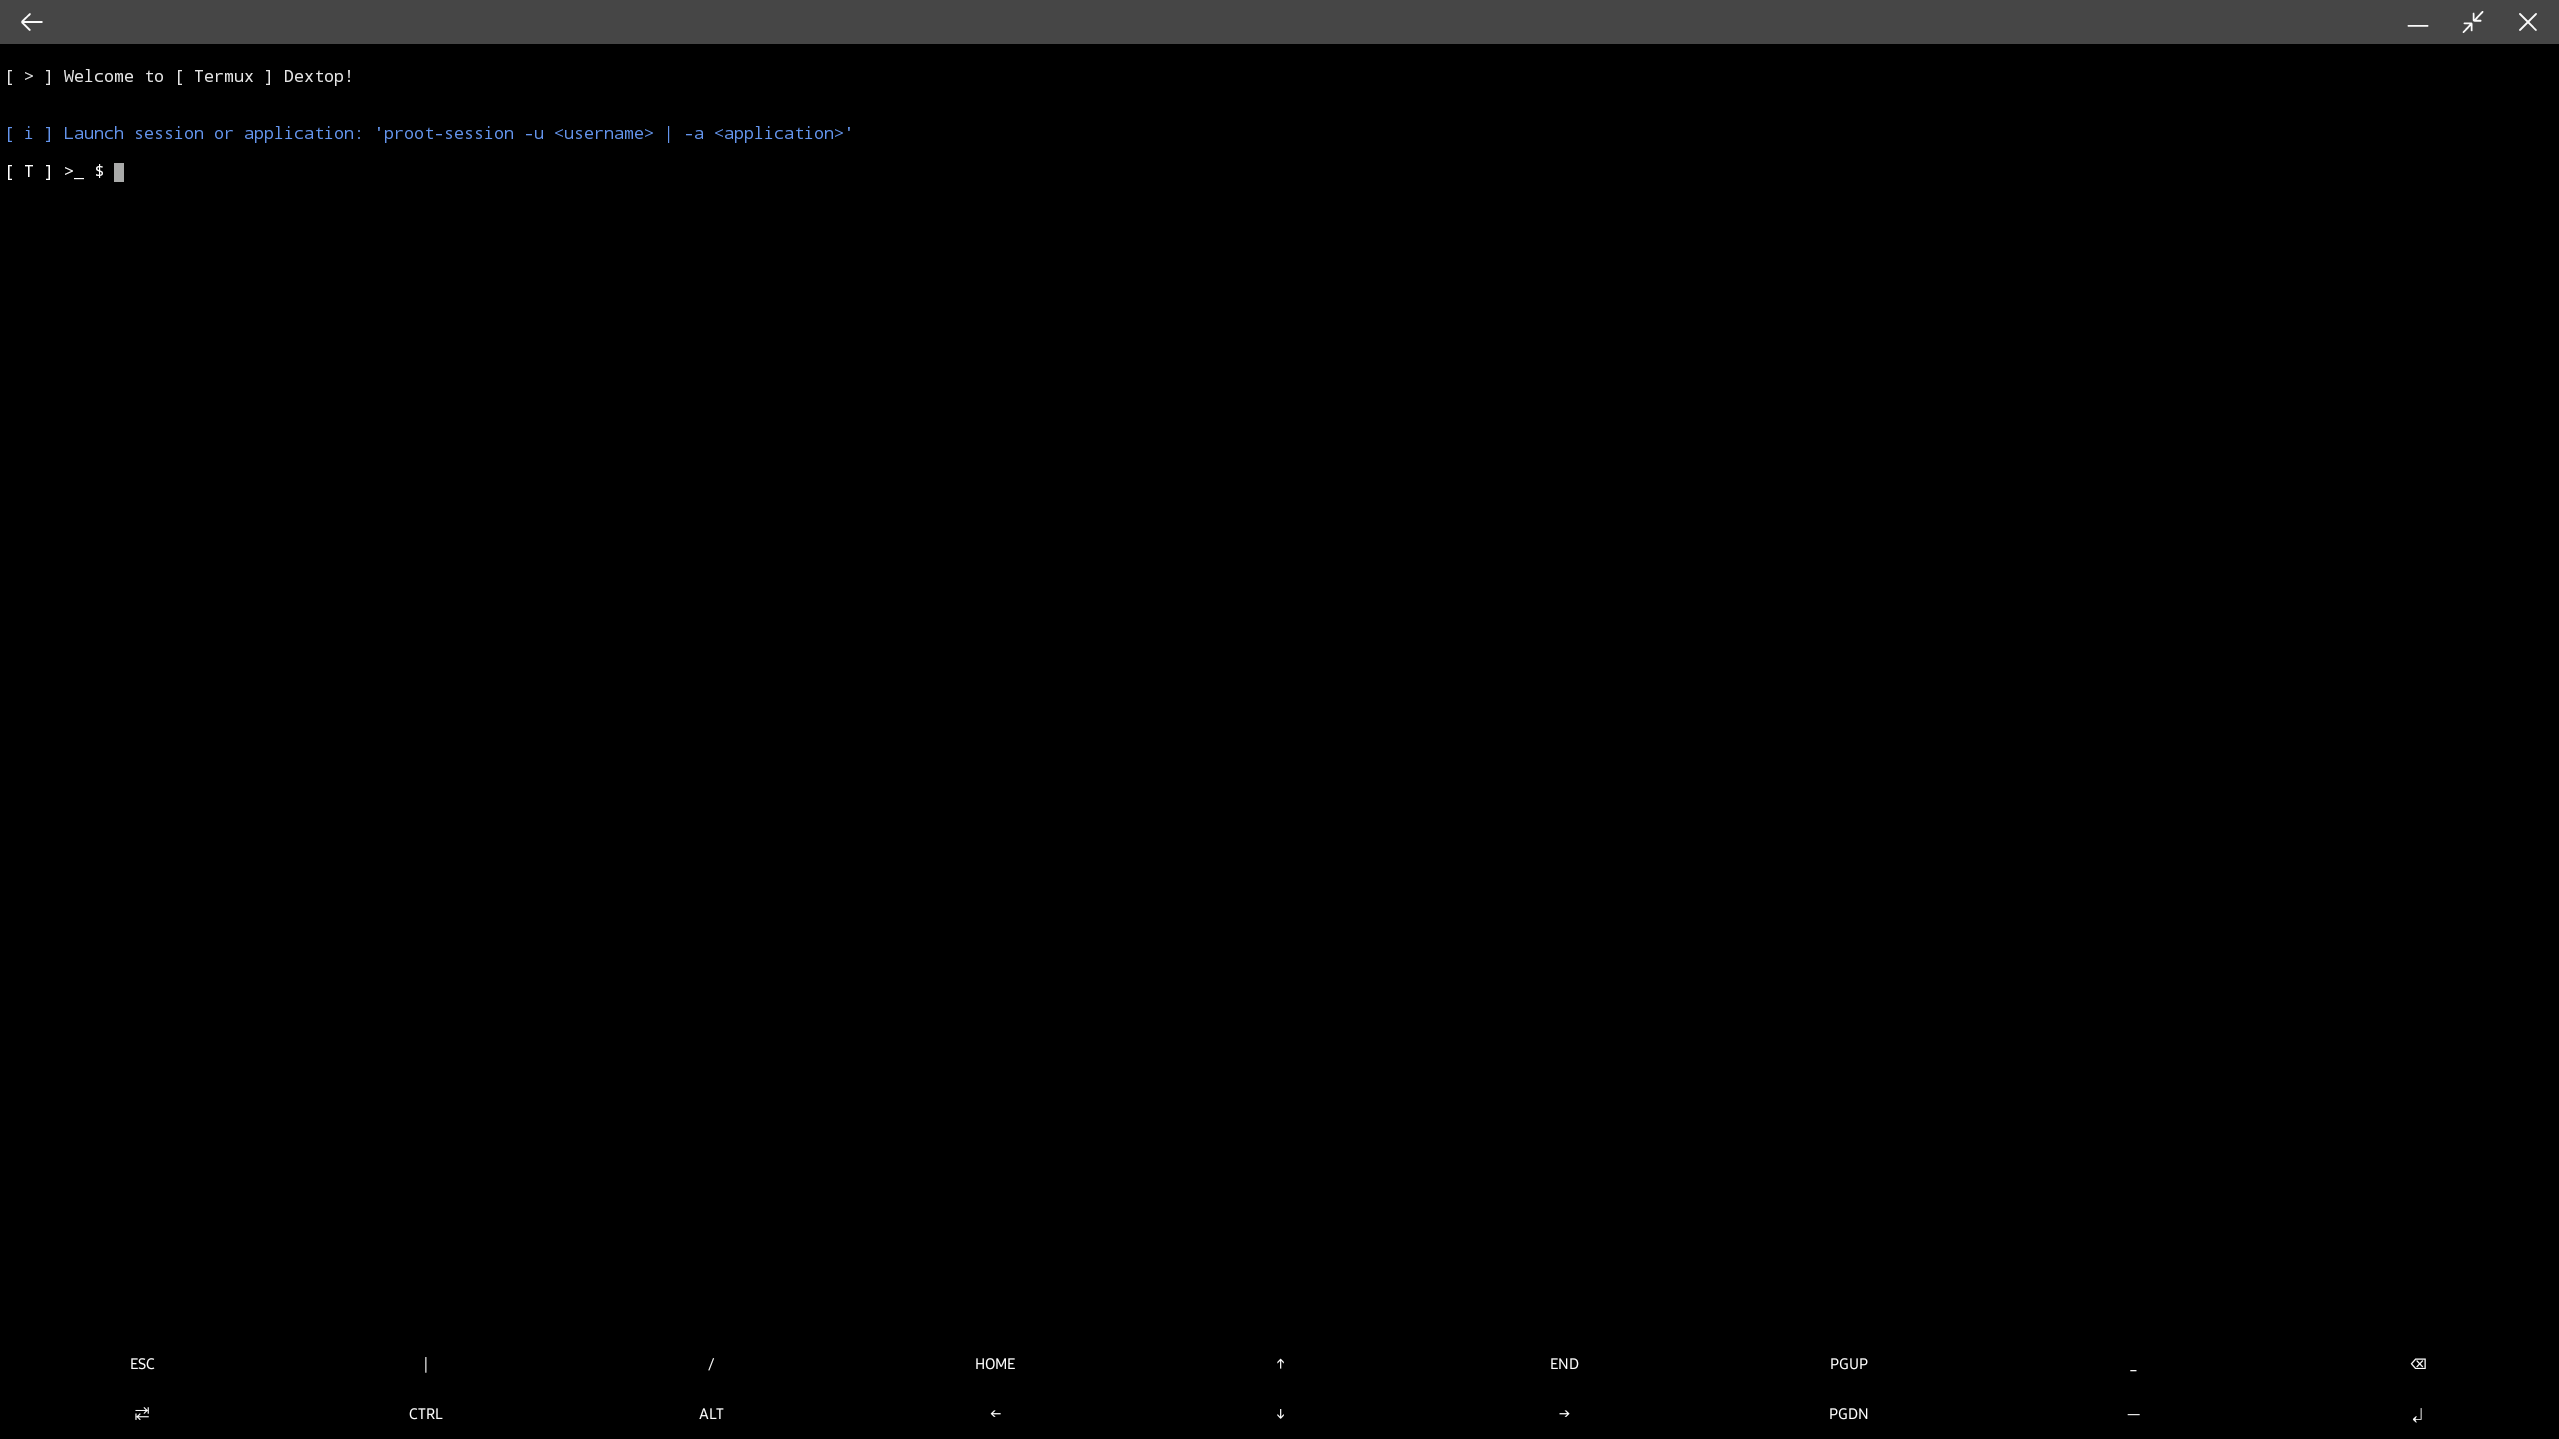 [ > ] Welcome to [ Termux ] Dextop!
[ i ] Launch session or application: 'proot-session -u <username> | -a <application>'
[ T ] >_ $
ESC | / HOME ↑ END PGUP _ ⌫
⇄ CTRL ALT ← ↓ → PGDN — ↲